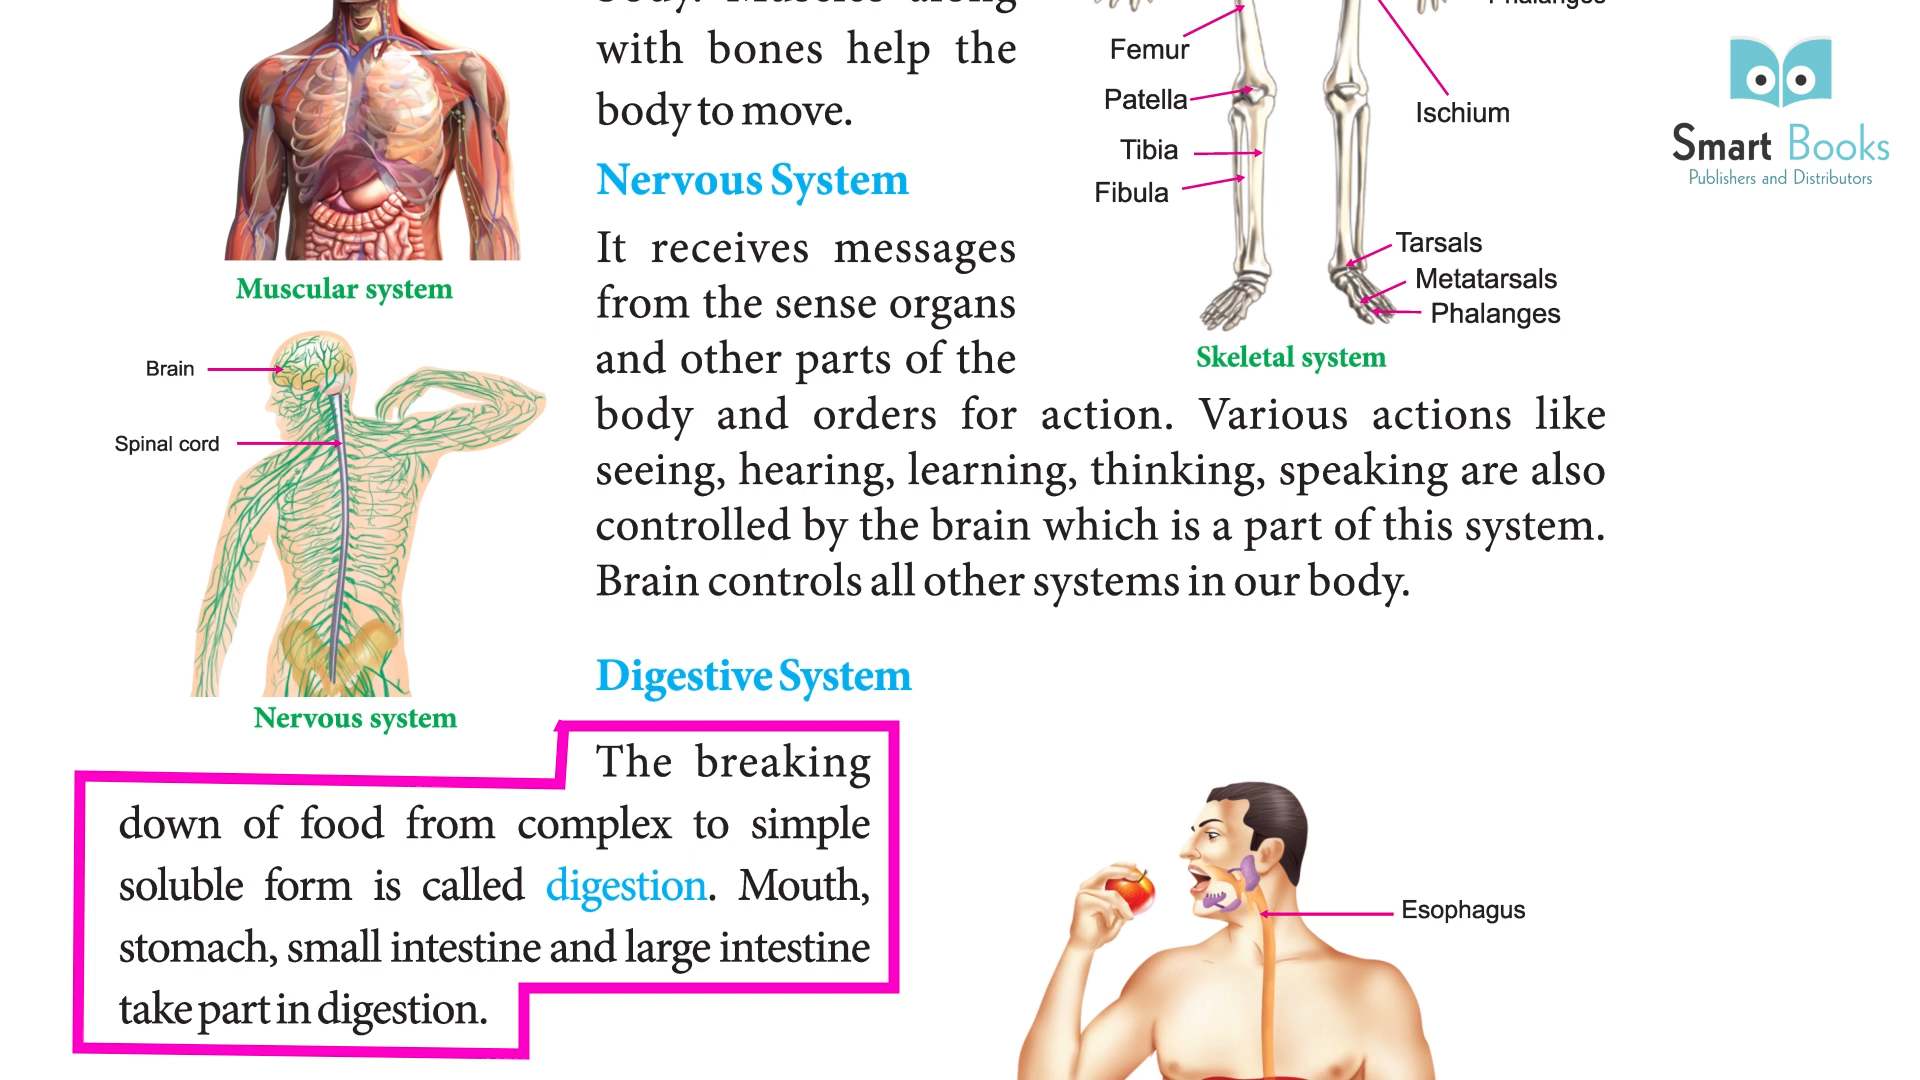 body. Muscles along
with bones help the
body to move.
Nervous System
It receives messages
from the sense organs
and other parts of the
body and orders for action. Various actions like
seeing, hearing, learning, thinking, speaking are also
controlled by the brain which is a part of this system.
Brain controls all other systems in our body.
Muscular system
Brain
Spinal cord
Nervous system
Femur
Patella
Tibia
Fibula
Phalanges
Ischium
Tarsals
Metatarsals
Phalanges
Skeletal system
Smart Books
Publishers and Distributors
Digestive System
The breaking
down of food from complex to simple
soluble form is called digestion. Mouth,
stomach, small intestine and large intestine
take part in digestion.
Esophagus